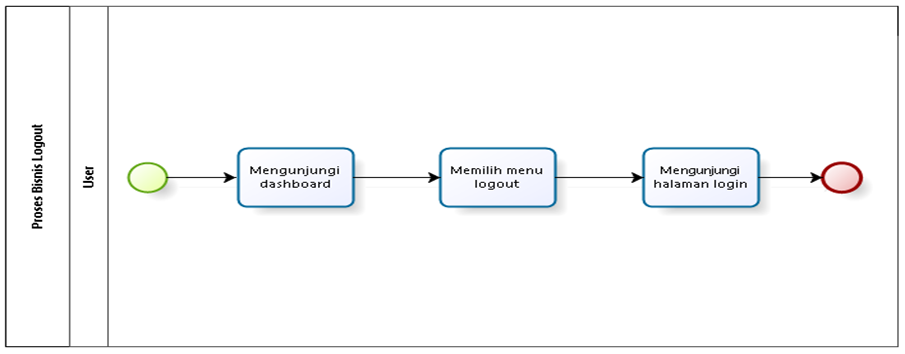 Proses Bisnis Logout
User
Mengunjungi
dashboard
Memilih menu
logout
Mengunjungi
halaman login